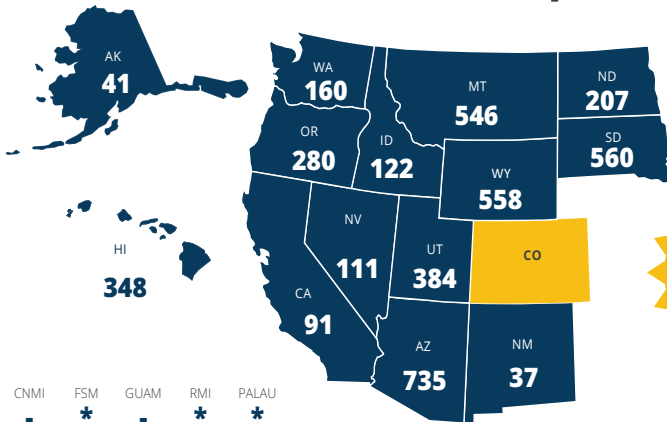 AK
41
WA
160
MT
546
ND
207
OR
280
ID
122
SD
560
WY
558
HI
348
NV
111
UT
384
CO
CA
91
AZ
735
NM
37
CNMI FSM GUAM RMI PALAU
- * - * *